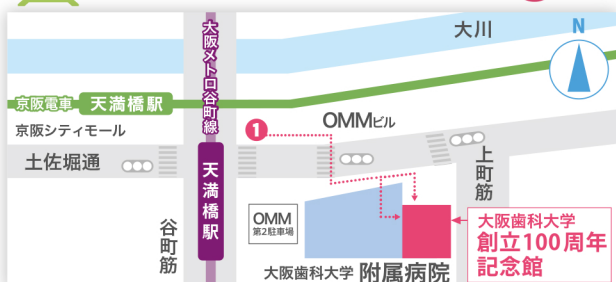 大川
N
大阪メトロ谷町線
京阪電車 天満橋駅
京阪シティモール
1
OMMビル
土佐堀通
天満橋駅
上町筋
谷町筋
OMM
第2駐車場
大阪歯科大学
創立100周年
記念館
大阪歯科大学 附属病院